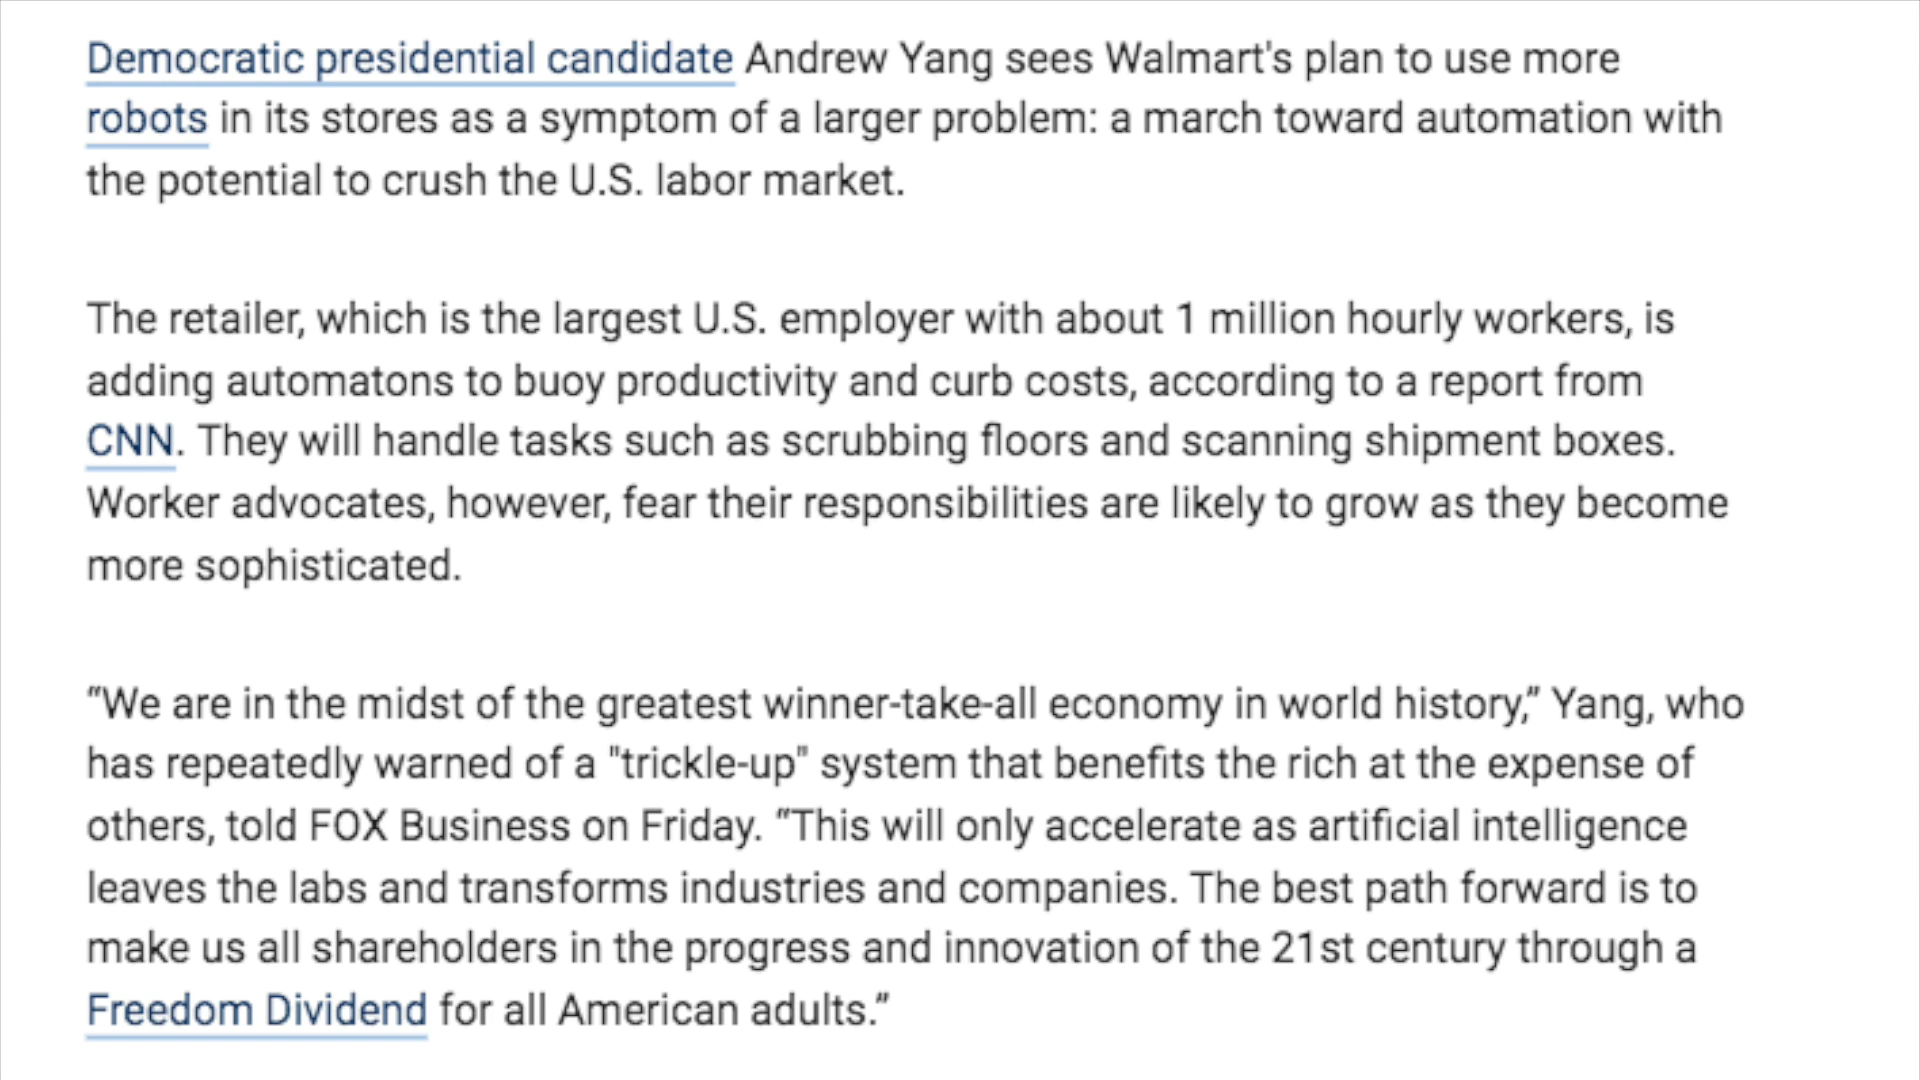 Democratic presidential candidate Andrew Yang sees Walmart's plan to use more
robots in its stores as a symptom of a larger problem: a march toward automation with
the potential to crush the U.S. labor market.
The retailer, which is the largest U.S. employer with about 1 million hourly workers, is
adding automatons to buoy productivity and curb costs, according to a report from
CNN. They will handle tasks such as scrubbing floors and scanning shipment boxes.
Worker advocates, however, fear their responsibilities are likely to grow as they become
more sophisticated.
“We are in the midst of the greatest winner-take-all economy in world history,” Yang, who
has repeatedly warned of a "trickle-up" system that benefits the rich at the expense of
others, told FOX Business on Friday. “This will only accelerate as artificial intelligence
leaves the labs and transforms industries and companies. The best path forward is to
make us all shareholders in the progress and innovation of the 21st century through a
Freedom Dividend for all American adults.”